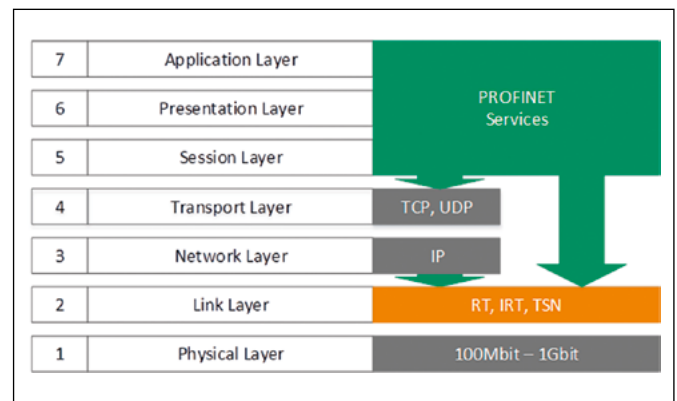 7 Application Layer
6 Presentation Layer
PROFINET
Services
5 Session Layer
4 Transport Layer TCP, UDP
3 Network Layer IP
2 Link Layer RT, IRT, TSN
1 Physical Layer 100Mbit – 1Gbit